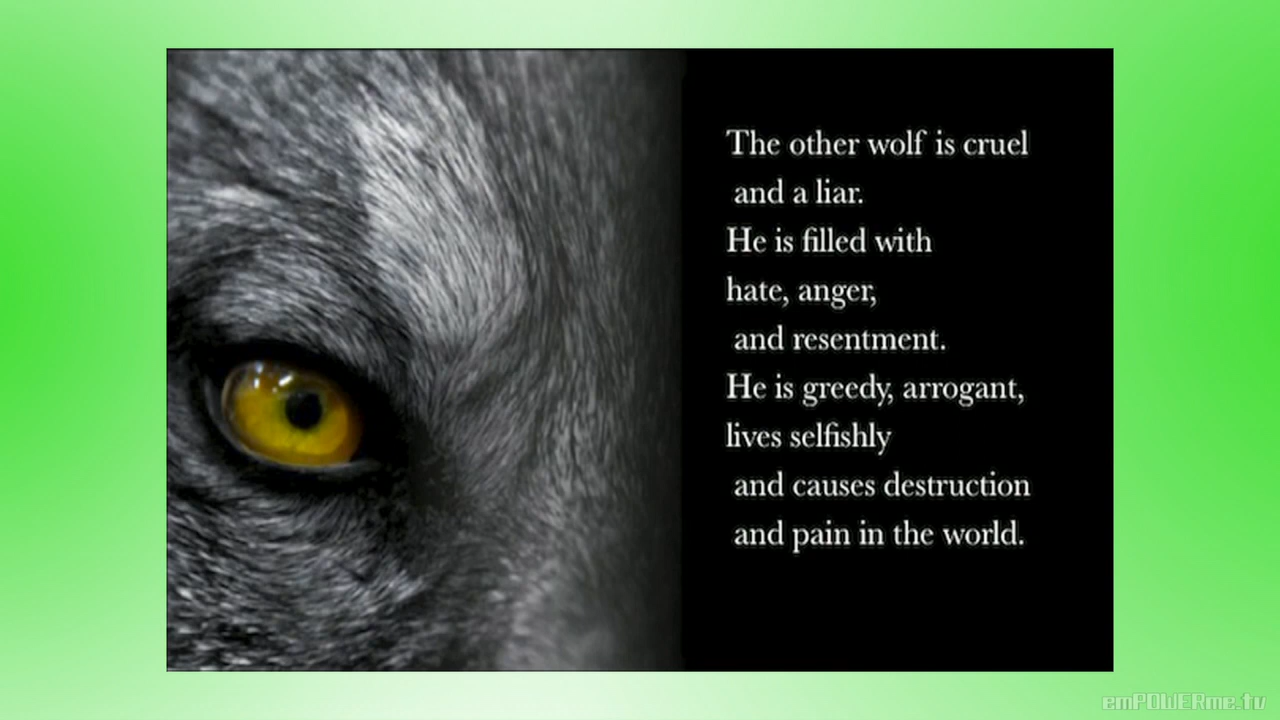 The other wolf is cruel
and a liar.
He is filled with
hate, anger,
and resentment.
He is greedy, arrogant,
lives selfishly
and causes destruction
and pain in the world.
emPOWERme.tv